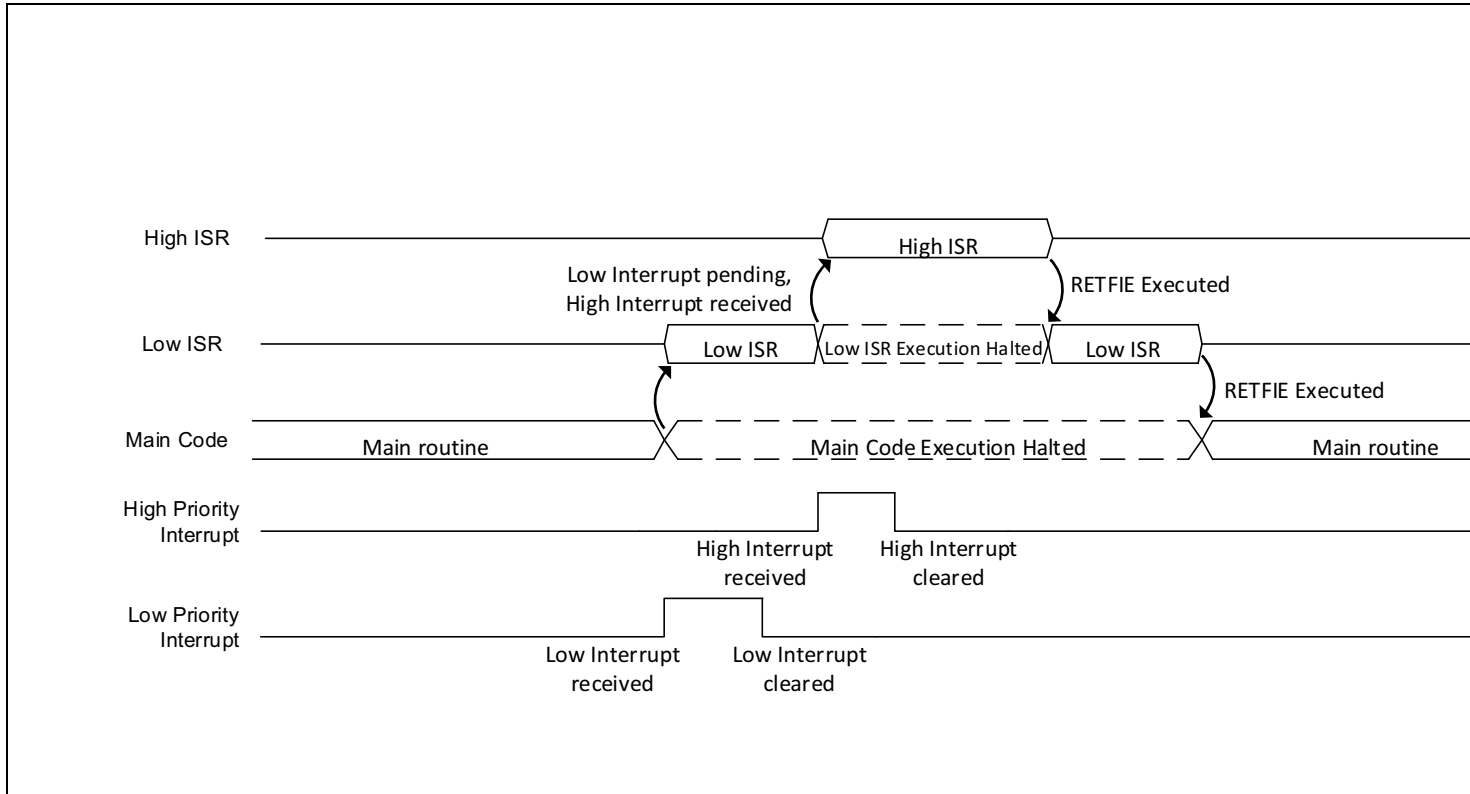 High ISR
High ISR
Low Interrupt pending,
High Interrupt received
RETFIE Executed
Low ISR
Low ISR
Low ISR Execution Halted
Low ISR
RETFIE Executed
Main Code
Main routine
Main Code Execution Halted
Main routine
High Priority
Interrupt
High Interrupt
received
High Interrupt
cleared
Low Priority
Interrupt
Low Interrupt
received
Low Interrupt
cleared